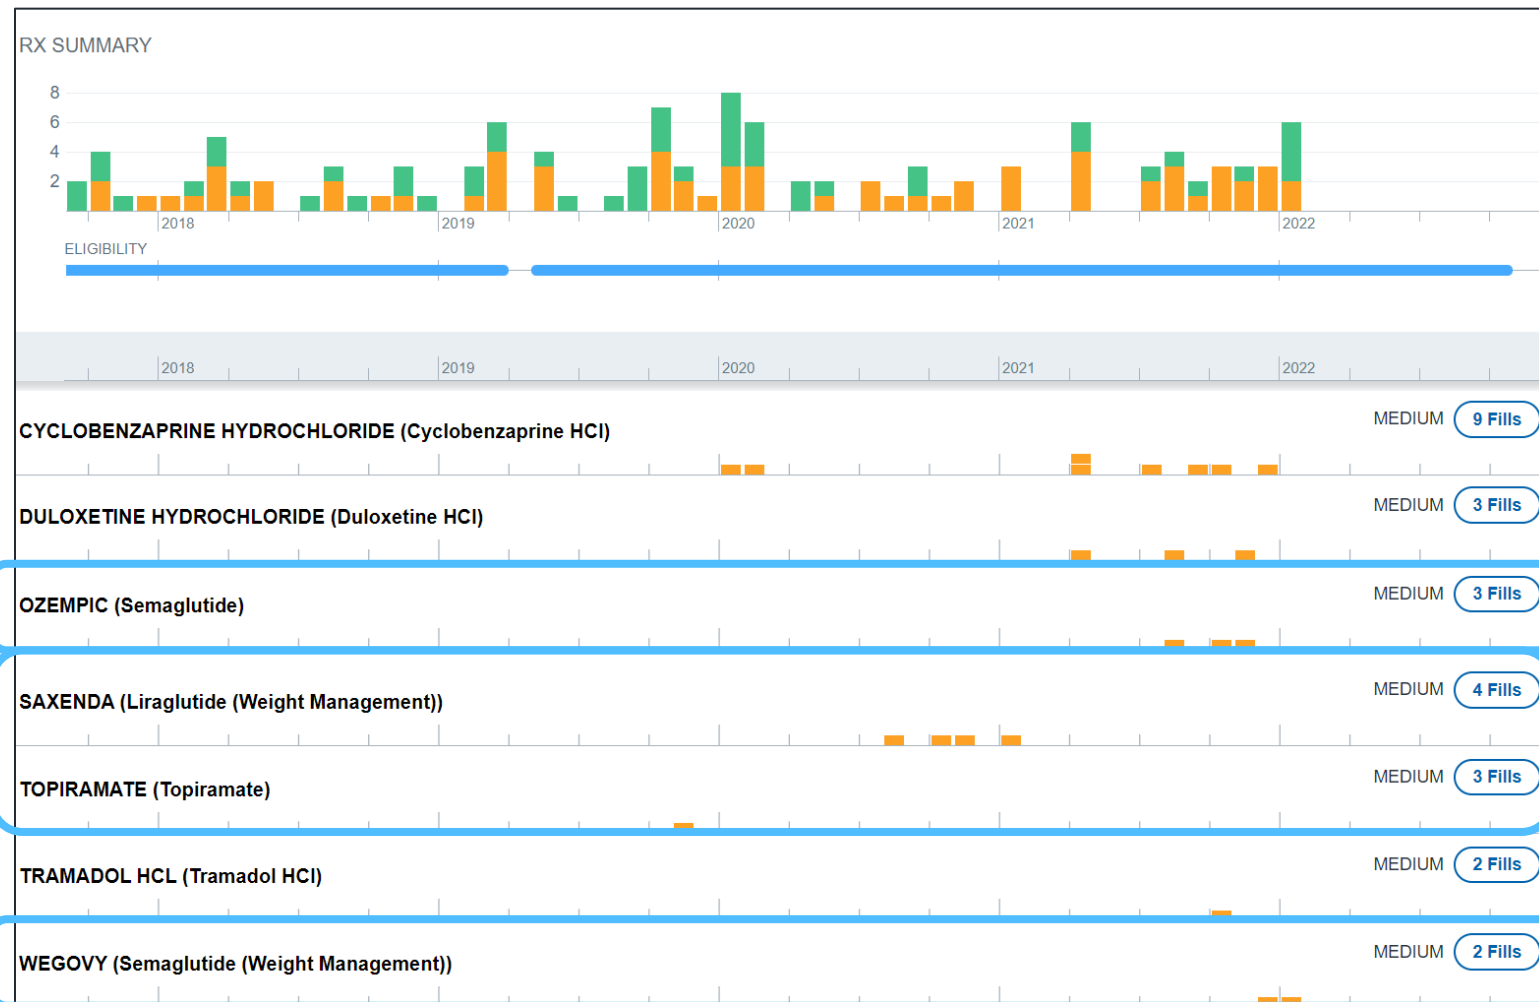 RX SUMMARY
8
6
4
2
2018 2019 2020 2021 2022
ELIGIBILITY
2018 2019 2020 2021 2022
CYCLOBENZAPRINE HYDROCHLORIDE (Cyclobenzaprine HCl) MEDIUM 9 Fills
DULOXETINE HYDROCHLORIDE (Duloxetine HCl) MEDIUM 3 Fills
OZEMPIC (Semaglutide) MEDIUM 3 Fills
SAXENDA (Liraglutide (Weight Management)) MEDIUM 4 Fills
TOPIRAMATE (Topiramate) MEDIUM 3 Fills
TRAMADOL HCL (Tramadol HCl) MEDIUM 2 Fills
WEGOVY (Semaglutide (Weight Management)) MEDIUM 2 Fills